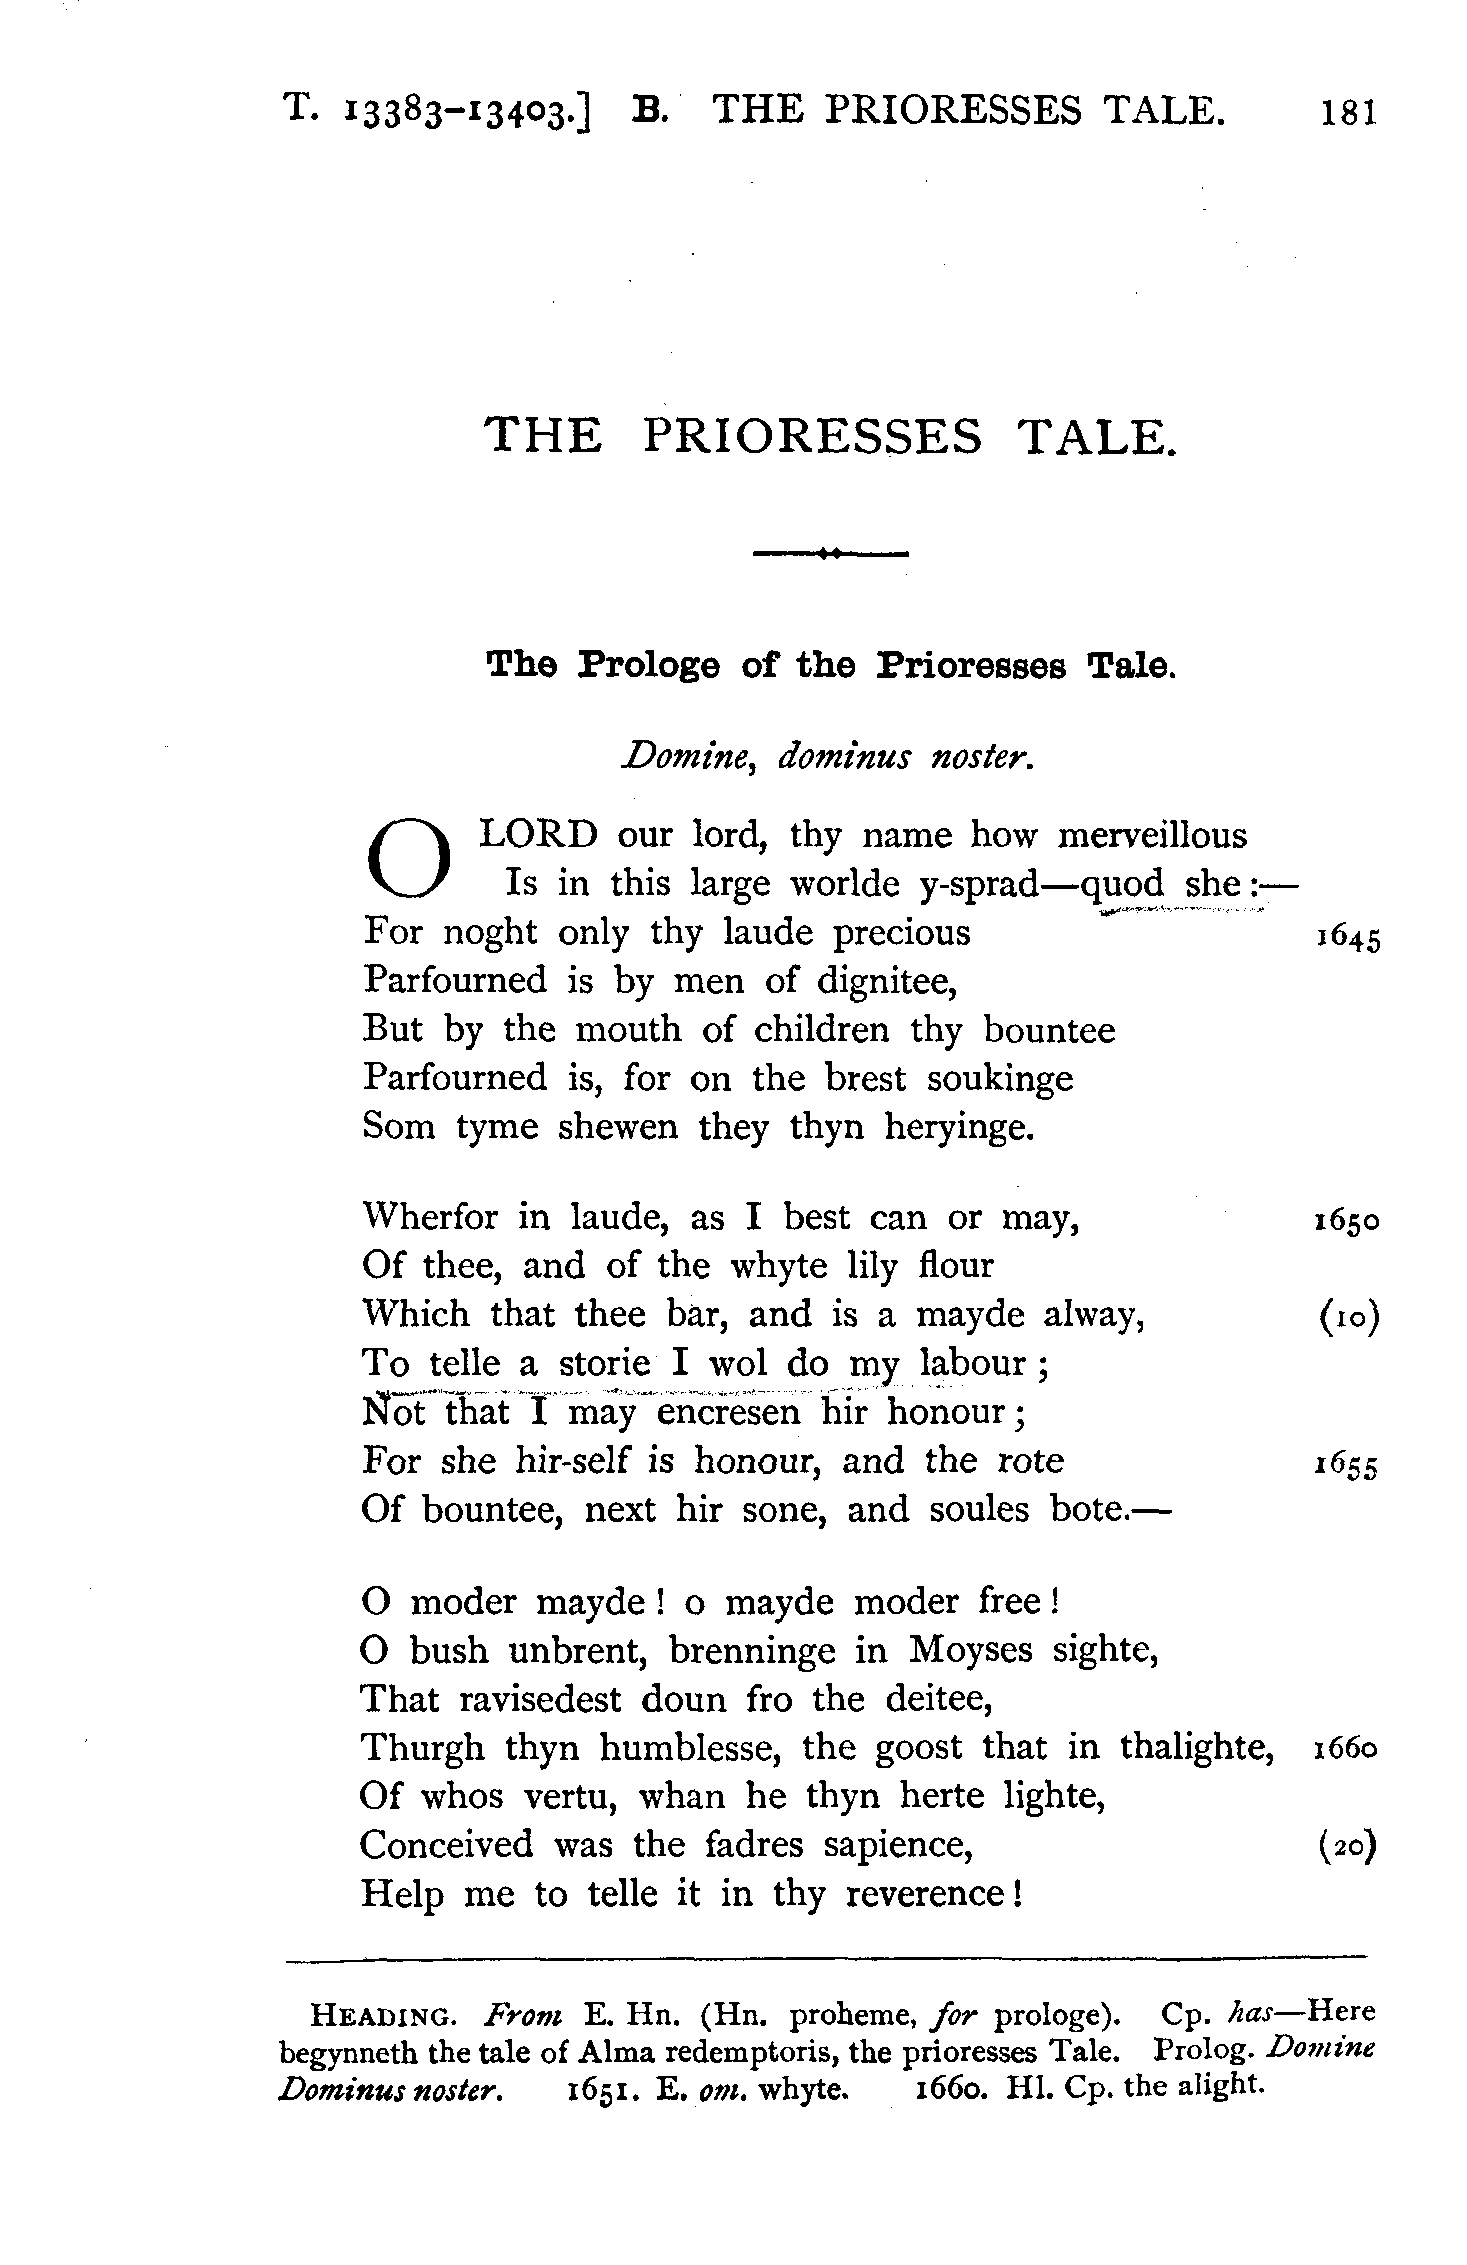 T. 13383–13403.] B. THE PRIORESSES TALE. 181
THE PRIORESSES TALE.
The Prologe of the Prioresses Tale.
Domine, dominus noster.
O LORD our lord, thy name how merveillous
Is in this large worlde y-sprad—quod she:—
For noght only thy laude precious 1645
Parfourned is by men of dignitee,
But by the mouth of children thy bountee
Parfourned is, for on the brest soukinge
Som tyme shewen they thyn heryinge.
Wherfor in laude, as I best can or may, 1650
Of thee, and of the whyte lily flour
Which that thee bar, and is a mayde alway, (10)
To telle a storie I wol do my labour;
Not that I may encresen hir honour;
For she hir-self is honour, and the rote 1655
Of bountee, next hir sone, and soules bote.—
O moder mayde! o mayde moder free!
O bush unbrent, brenninge in Moyses sighte,
That ravisedest doun fro the deitee,
Thurgh thyn humblesse, the goost that in thalighte, 1660
Of whos vertu, whan he thyn herte lighte,
Conceived was the fadres sapience, (20)
Help me to telle it in thy reverence!
HEADING. From E. Hn. (Hn. proheme, for prologe). Cp. has—Here
begynneth the tale of Alma redemptoris, the prioresses Tale. Prolog. Domine
Dominus noster. 1651. E. om. whyte. 1660. Hl. Cp. the alight.